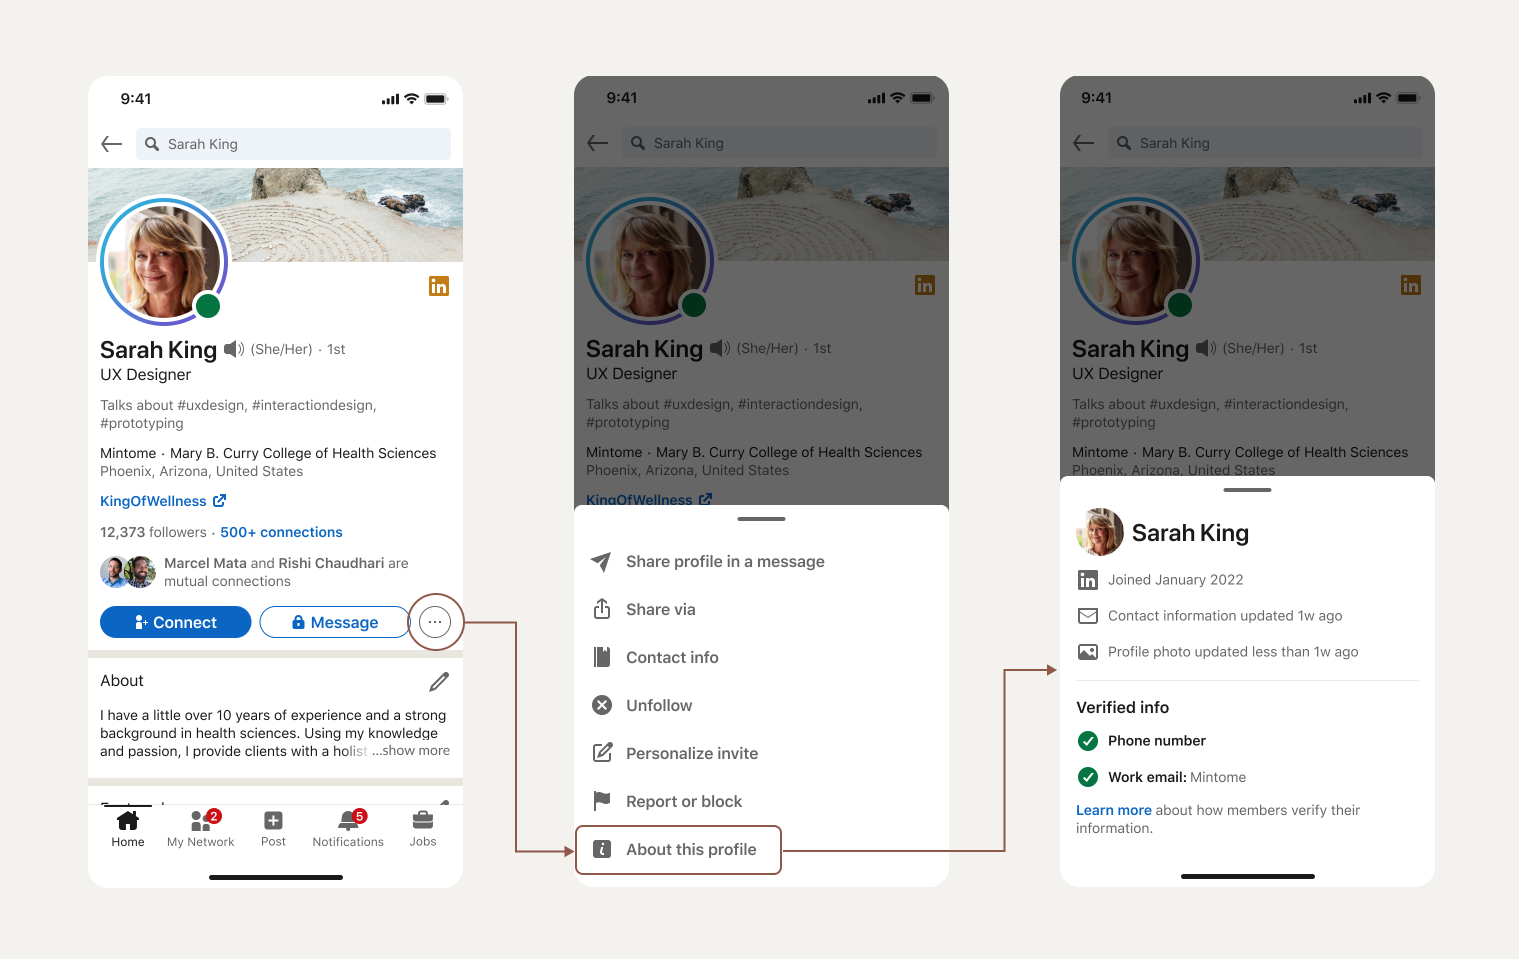 9:41
Sarah King
in
Sarah King (She/Her) · 1st
UX Designer
Talks about #uxdesign, #interactiondesign,
#prototyping
Mintome · Mary B. Curry College of Health Sciences
Phoenix, Arizona, United States
KingOfWellness
12,373 followers · 500+ connections
Marcel Mata and Rishi Chaudhari are
mutual connections
Connect
Message
About
I have a little over 10 years of experience and a strong
background in health sciences. Using my knowledge
and passion, I provide clients with a holist ...show more
2
5
Home
My Network
Post
Notifications
Jobs
9:41
Sarah King
in
Sarah King (She/Her) · 1st
UX Designer
Talks about #uxdesign, #interactiondesign,
#prototyping
Mintome · Mary B. Curry College of Health Sciences
Phoenix, Arizona, United States
KingOfWellness
Share profile in a message
Share via
Contact info
Unfollow
Personalize invite
Report or block
About this profile
9:41
Sarah King
in
Sarah King (She/Her) · 1st
UX Designer
Talks about #uxdesign, #interactiondesign,
#prototyping
Mintome · Mary B. Curry College of Health Sciences
Phoenix, Arizona, United States
Sarah King
in Joined January 2022
Contact information updated 1w ago
Profile photo updated less than 1w ago
Verified info
Phone number
Work email: Mintome
Learn more about how members verify their
information.